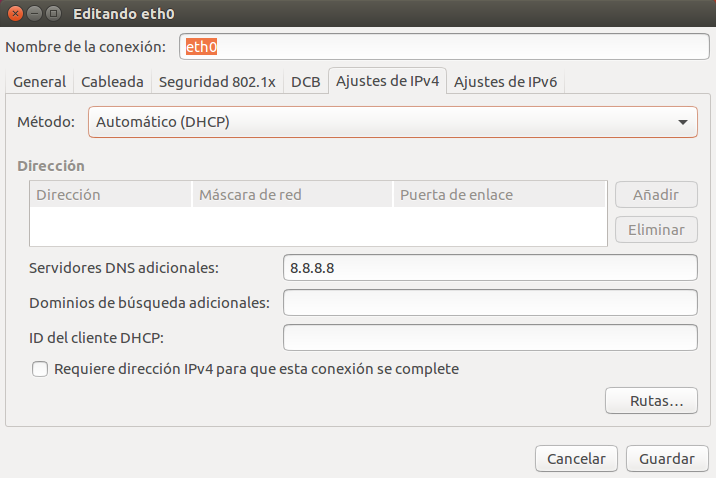 Editando eth0
Nombre de la conexión: eth0
General Cableada Seguridad 802.1x DCB Ajustes de IPv4 Ajustes de IPv6
Método: Automático (DHCP)
Dirección
Dirección Máscara de red Puerta de enlace Añadir
Eliminar
Servidores DNS adicionales: 8.8.8.8
Dominios de búsqueda adicionales:
ID del cliente DHCP:
Requiere dirección IPv4 para que esta conexión se complete
Rutas...
Cancelar Guardar